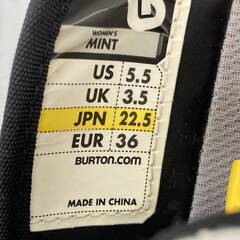 WOMEN'S
MINT
US 5.5
UK 3.5
JPN 22.5
EUR 36
BURTON.COM
MADE IN CHINA